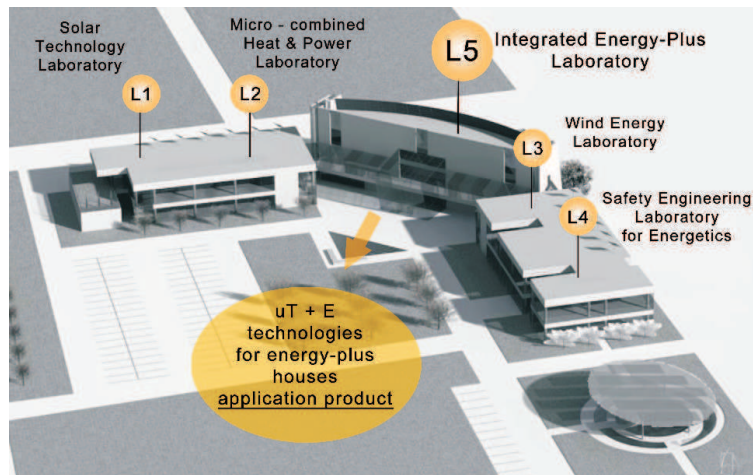 Solar
Technology
Laboratory
L1
Micro - combined
Heat & Power
Laboratory
L2
L5
Integrated Energy-Plus
Laboratory
L3
Wind Energy
Laboratory
L4
Safety Engineering
Laboratory
for Energetics
uT + E
technologies
for energy-plus
houses
application product